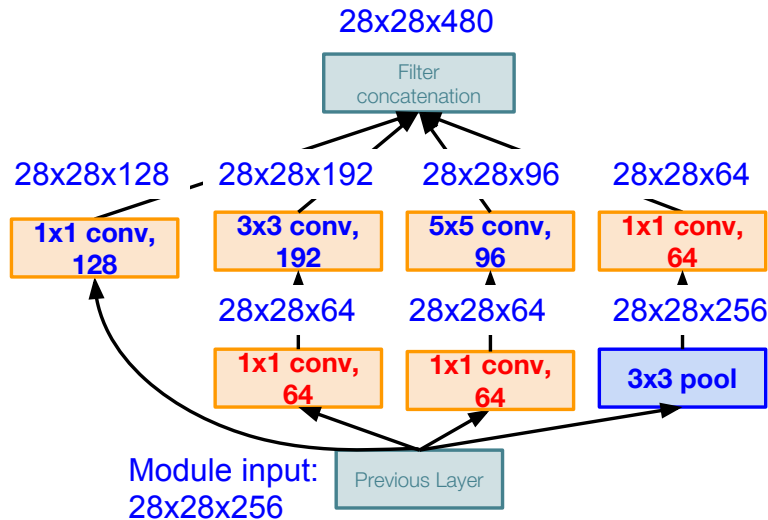 28x28x480
Filter
concatenation
28x28x128
28x28x192
28x28x96
28x28x64
1x1 conv,
128
3x3 conv,
192
5x5 conv,
96
1x1 conv,
64
28x28x64
28x28x64
28x28x256
1x1 conv,
64
1x1 conv,
64
3x3 pool
Module input:
28x28x256
Previous Layer